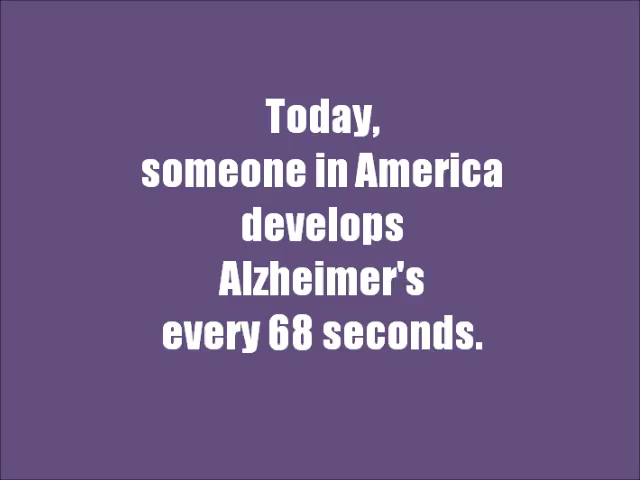 Today,
someone in America
develops
Alzheimer's
every 68 seconds.